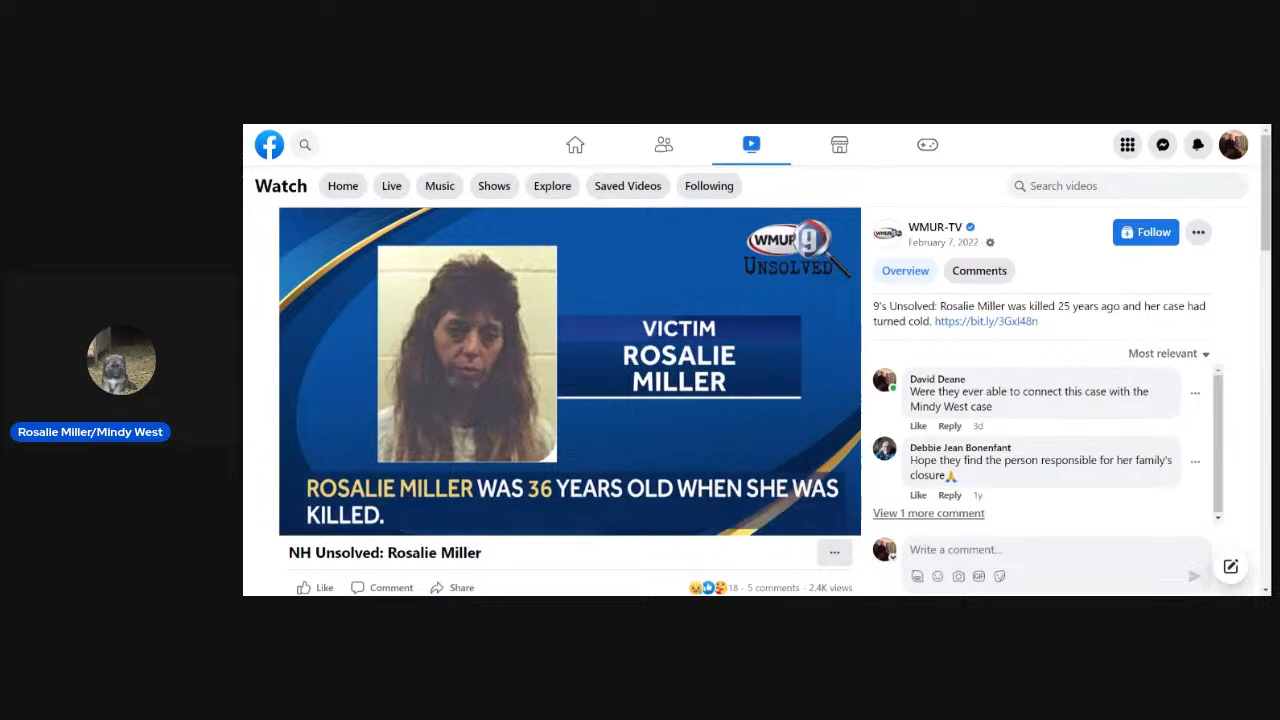 Watch
Home
Live
Music
Shows
Explore
Saved Videos
Following
Search videos
WMUR 9
UNSOLVED
VICTIM
ROSALIE
MILLER
ROSALIE MILLER WAS 36 YEARS OLD WHEN SHE WAS
KILLED.
NH Unsolved: Rosalie Miller
Like
Comment
Share
18 · 5 comments · 2.4K views
WMUR-TV
February 7, 2022 ·
Follow
Overview
Comments
9's Unsolved: Rosalie Miller was killed 25 years ago and her case had
turned cold. https://bit.ly/3GxI48n
Most relevant
David Deane
Were they ever able to connect this case with the
Mindy West case
Like Reply 3d
Debbie Jean Bonenfant
Hope they find the person responsible for her family's
closure🙏
Like Reply 1y
View 1 more comment
Write a comment...
Rosalie Miller/Mindy West